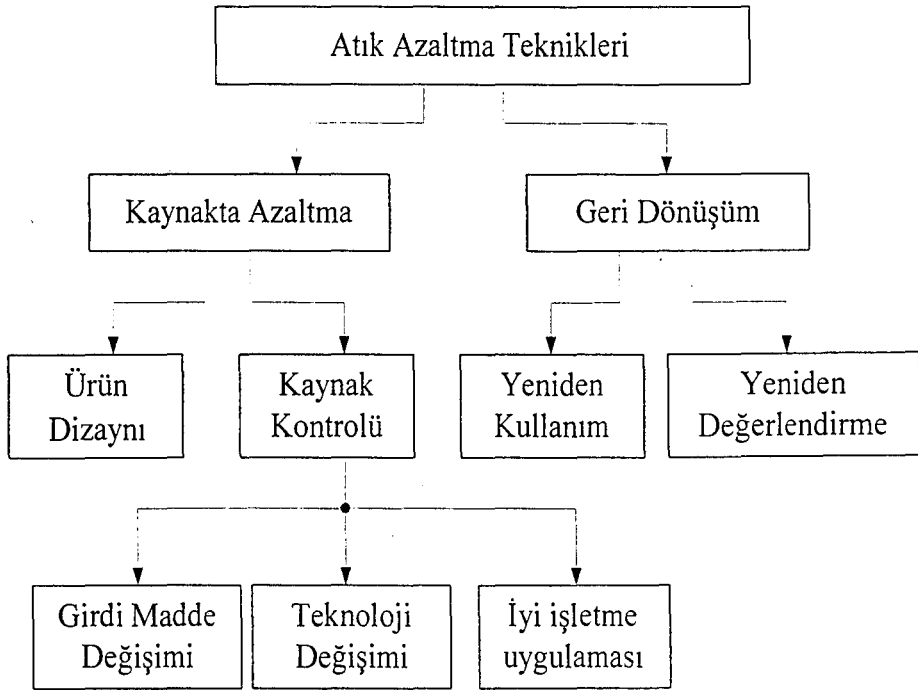 Atık Azaltma Teknikleri
Kaynakta Azaltma
Geri Dönüşüm
Ürün
Dizaynı
Kaynak
Kontrolü
Yeniden
Kullanım
Yeniden
Değerlendirme
Girdi Madde
Değişimi
Teknoloji
Değişimi
İyi işletme
uygulaması